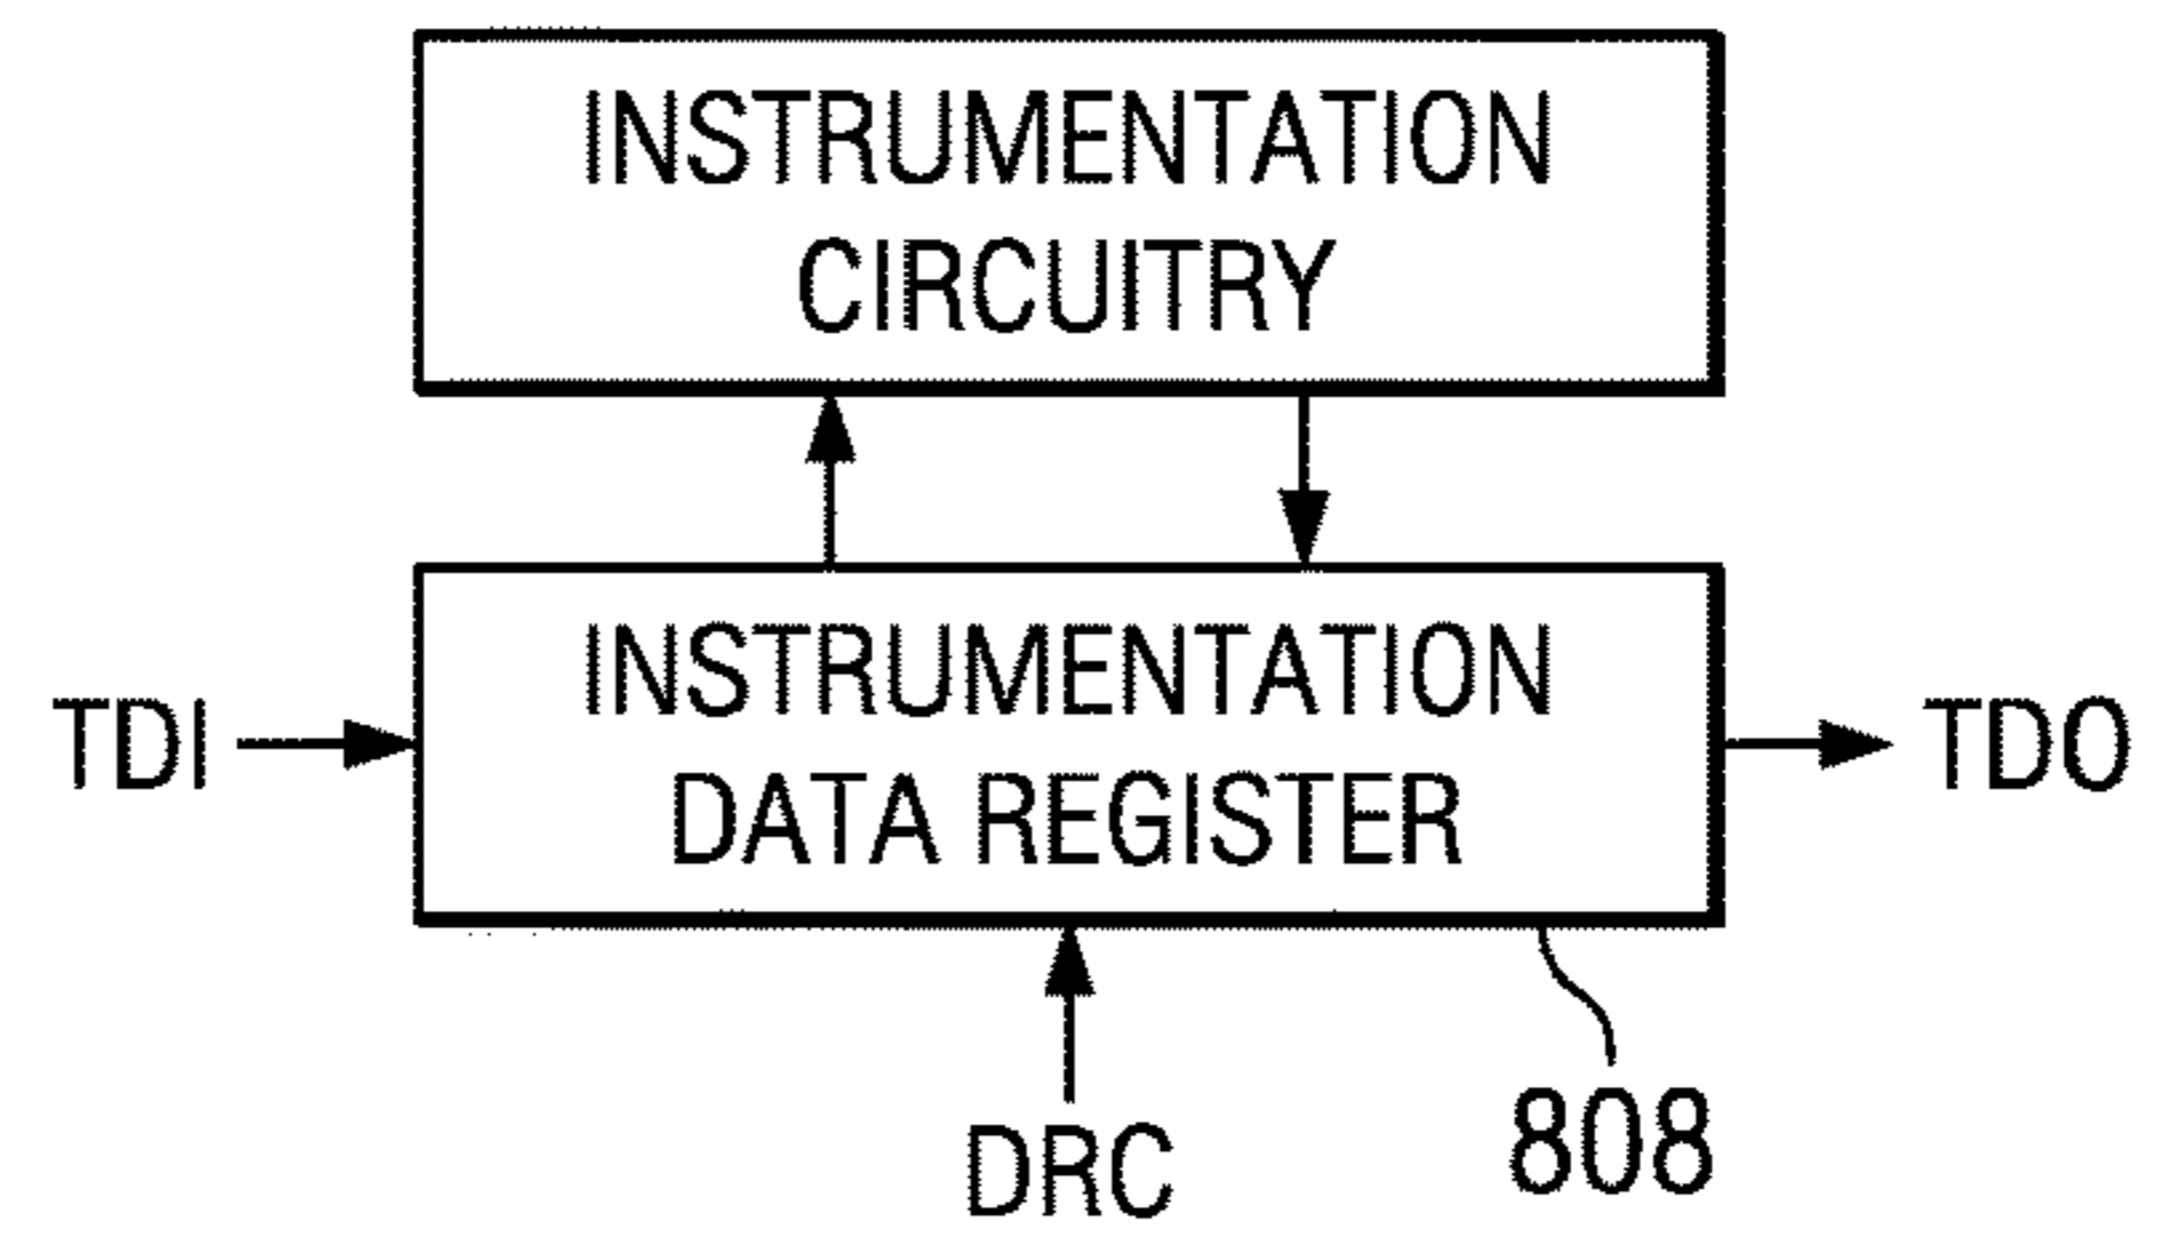 INSTRUMENTATION
CIRCUITRY
INSTRUMENTATION
DATA REGISTER
TDI
TDO
DRC
808